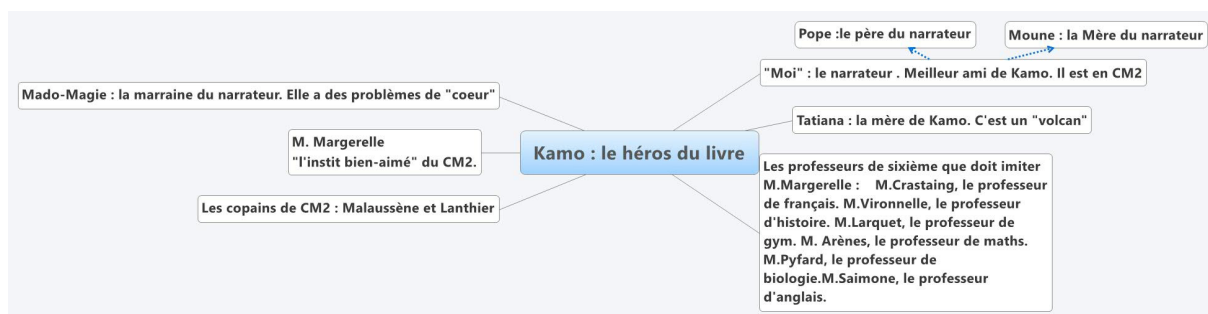 Pope :le père du narrateur
Moune : la Mère du narrateur
"Moi" : le narrateur . Meilleur ami de Kamo. Il est en CM2
Mado-Magie : la marraine du narrateur. Elle a des problèmes de "coeur"
Tatiana : la mère de Kamo. C'est un "volcan"
M. Margerelle
"l'instit bien-aimé" du CM2.
Kamo : le héros du livre
Les professeurs de sixième que doit imiter
M.Margerelle : M.Crastaing, le professeur
de français. M.Vironnelle, le professeur
d'histoire. M.Larquet, le professeur de
gym. M. Arènes, le professeur de maths.
M.Pyfard, le professeur de
biologie.M.Saimone, le professeur
d'anglais.
Les copains de CM2 : Malaussène et Lanthier